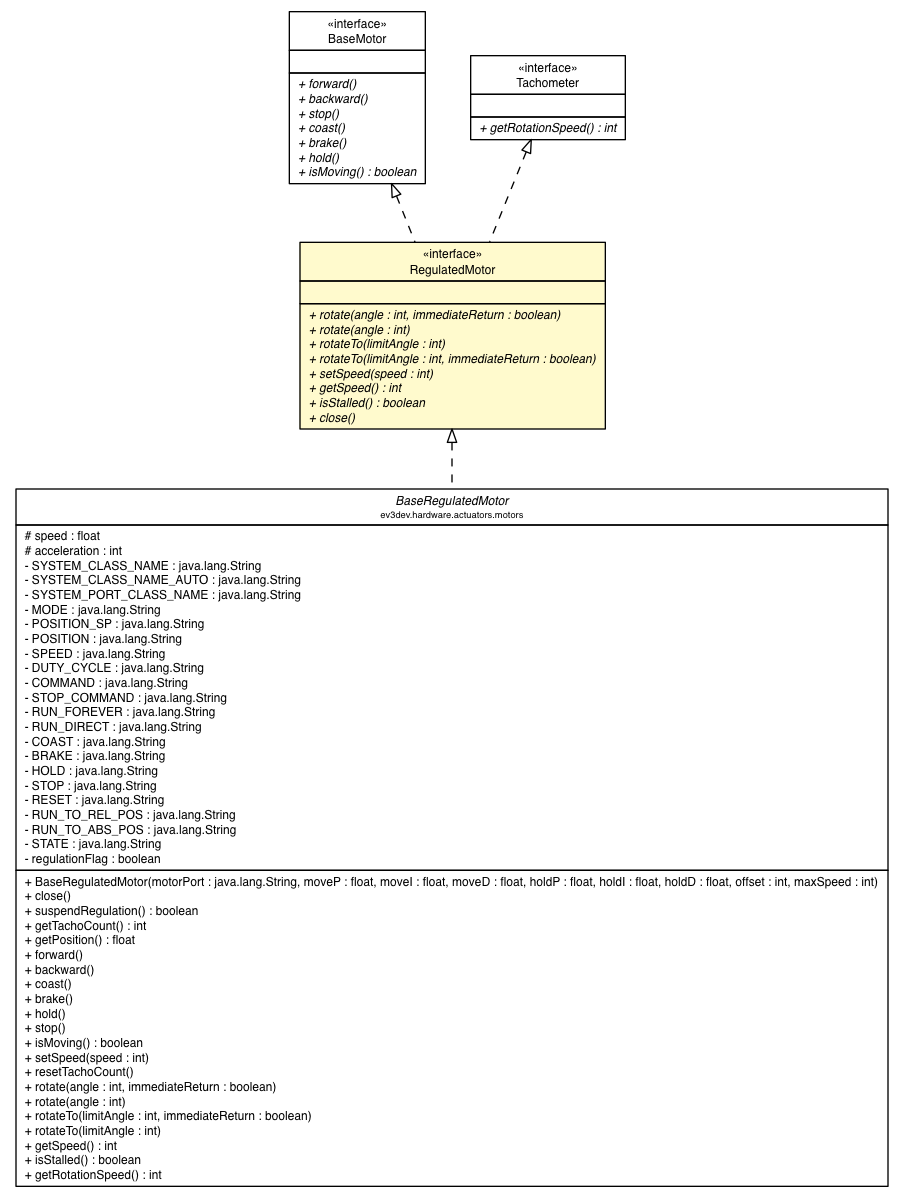 «interface»
BaseMotor
+ forward()
+ backward()
+ stop()
+ coast()
+ brake()
+ hold()
+ isMoving() : boolean
«interface»
Tachometer
+ getRotationSpeed() : int
«interface»
RegulatedMotor
+ rotate(angle : int, immediateReturn : boolean)
+ rotate(angle : int)
+ rotateTo(limitAngle : int)
+ rotateTo(limitAngle : int, immediateReturn : boolean)
+ setSpeed(speed : int)
+ getSpeed() : int
+ isStalled() : boolean
+ close()
BaseRegulatedMotor
ev3dev.hardware.actuators.motors
# speed : float
# acceleration : int
- SYSTEM_CLASS_NAME : java.lang.String
- SYSTEM_CLASS_NAME_AUTO : java.lang.String
- SYSTEM_PORT_CLASS_NAME : java.lang.String
- MODE : java.lang.String
- POSITION_SP : java.lang.String
- POSITION : java.lang.String
- SPEED : java.lang.String
- DUTY_CYCLE : java.lang.String
- COMMAND : java.lang.String
- STOP_COMMAND : java.lang.String
- RUN_FOREVER : java.lang.String
- RUN_DIRECT : java.lang.String
- COAST : java.lang.String
- BRAKE : java.lang.String
- HOLD : java.lang.String
- STOP : java.lang.String
- RESET : java.lang.String
- RUN_TO_REL_POS : java.lang.String
- RUN_TO_ABS_POS : java.lang.String
- STATE : java.lang.String
- regulationFlag : boolean
+ BaseRegulatedMotor(motorPort : java.lang.String, moveP : float, moveI : float, moveD : float, holdP : float, holdI : float, holdD : float, offset : int, maxSpeed : int)
+ close()
+ suspendRegulation() : boolean
+ getTachoCount() : int
+ getPosition() : float
+ forward()
+ backward()
+ coast()
+ brake()
+ hold()
+ stop()
+ isMoving() : boolean
+ setSpeed(speed : int)
+ resetTachoCount()
+ rotate(angle : int, immediateReturn : boolean)
+ rotate(angle : int)
+ rotateTo(limitAngle : int, immediateReturn : boolean)
+ rotateTo(limitAngle : int)
+ getSpeed() : int
+ isStalled() : boolean
+ getRotationSpeed() : int